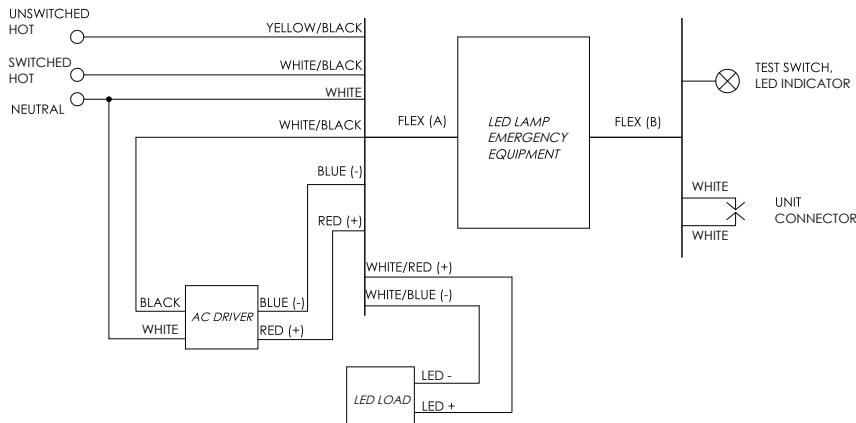 UNSWITCHED
HOT
YELLOW/BLACK
SWITCHED
HOT
WHITE/BLACK
NEUTRAL
WHITE
WHITE/BLACK
FLEX (A)
LED LAMP
EMERGENCY
EQUIPMENT
FLEX (B)
TEST SWITCH,
LED INDICATOR
BLUE (-)
WHITE
UNIT
CONNECTOR
WHITE
RED (+)
WHITE/RED (+)
WHITE/BLUE (-)
BLACK
AC DRIVER
BLUE (-)
WHITE
RED (+)
LED LOAD
LED -
LED +